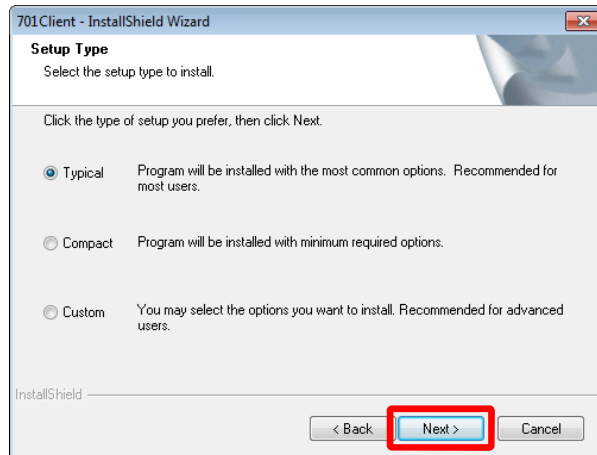 701Client - InstallShield Wizard
Setup Type
Select the setup type to install.
Click the type of setup you prefer, then click Next.
Typical
Program will be installed with the most common options.  Recommended for
most users.
Compact
Program will be installed with minimum required options.
Custom
You may select the options you want to install. Recommended for advanced
users.
InstallShield
< Back
Next >
Cancel